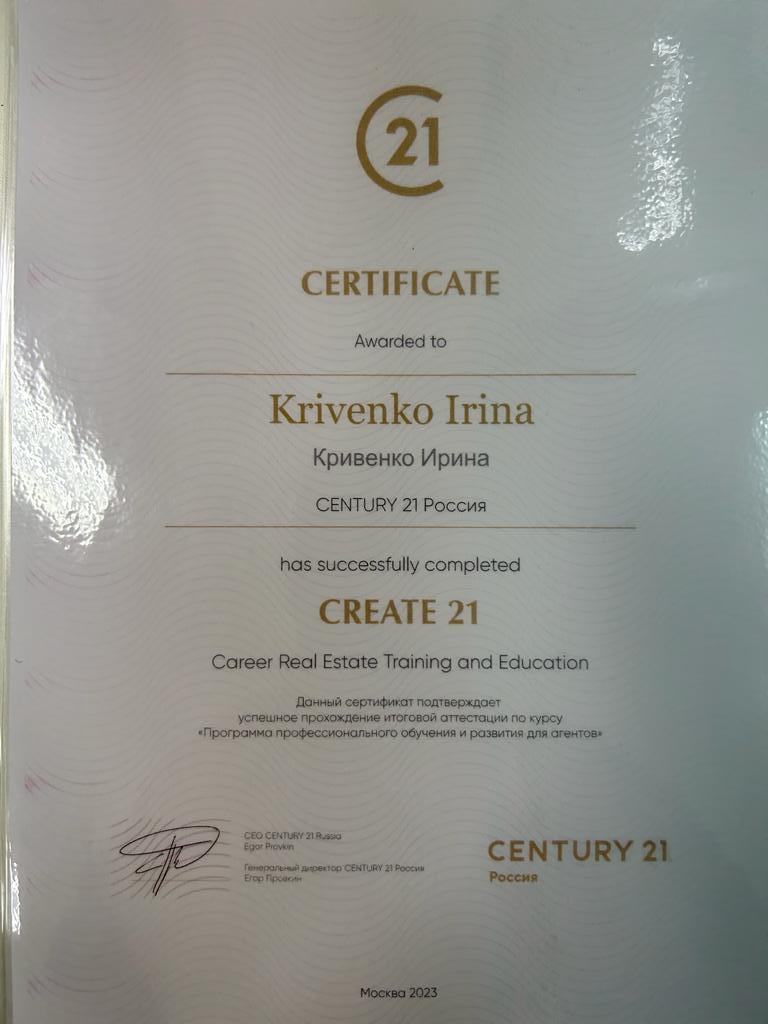 C21
CERTIFICATE
Awarded to
Krivenko Irina
Кривенко Ирина
CENTURY 21 Россия
has successfully completed
CREATE 21
Career Real Estate Training and Education
Данный сертификат подтверждает
успешное прохождение итоговой аттестации по курсу
«Программа профессионального обучения и развития для агентов»
CEO CENTURY 21 Russia
Egor Provkin
Генеральный директор CENTURY 21 Россия
Егор Провкин
CENTURY 21
Россия
Москва 2023